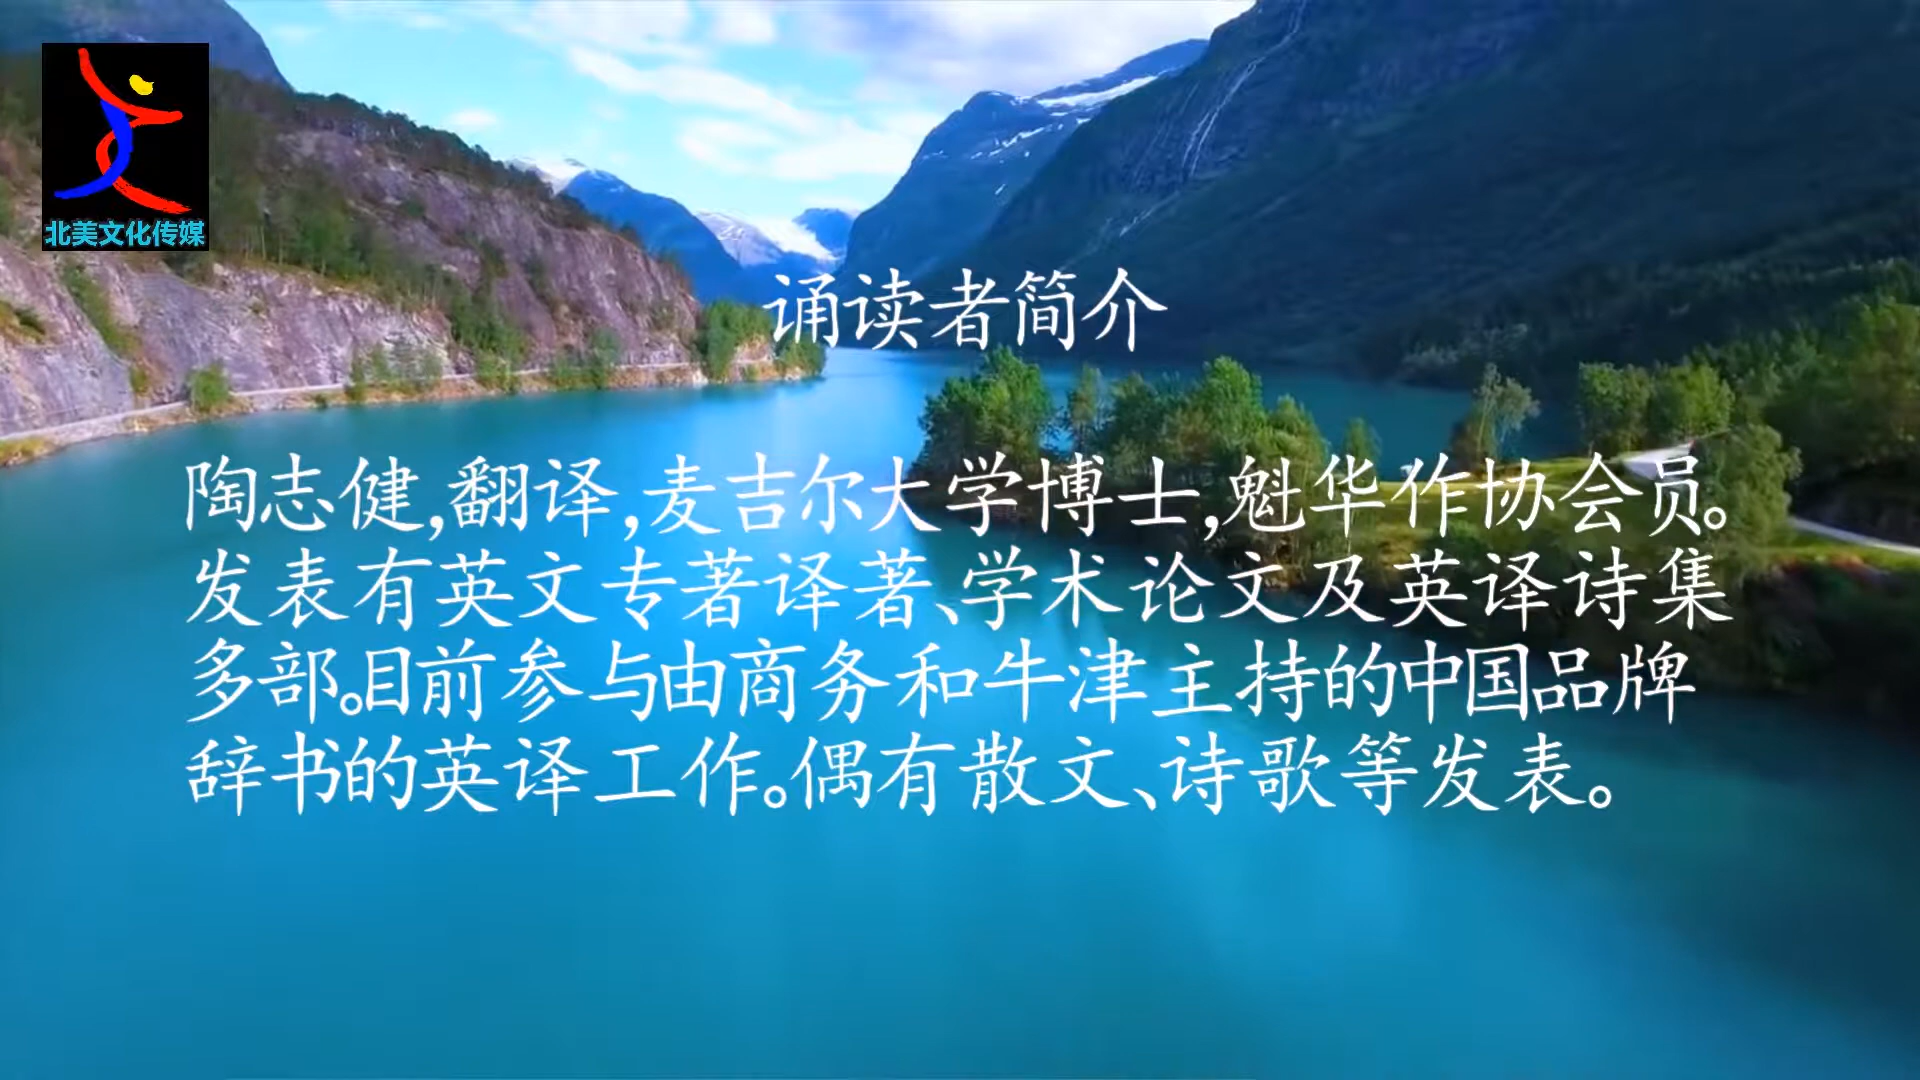 北美文化传媒
诵读者简介
陶志健,翻译,麦吉尔大学博士,魁华作协会员。
发表有英文专著译著、学术论文及英译诗集
多部。目前参与由商务和牛津主持的中国品牌
辞书的英译工作。偶有散文、诗歌等发表。